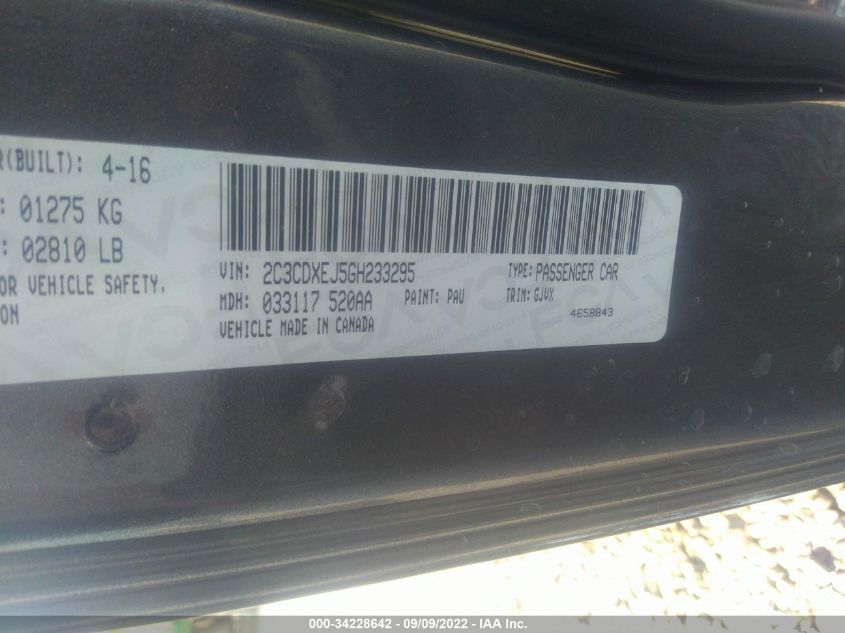 R(BUILT): 4-16
: 01275 KG
: 02810 LB
OR VEHICLE SAFETY,
ON
VIN: 2C3CDXEJ5GH233295 TYPE: PASSENGER CAR
MDH: 033117 520AA PAINT: PAU TRIM: GJVX
VEHICLE MADE IN CANADA 4658843
000-34228642 / 09/09/2022 - IAA Inc.